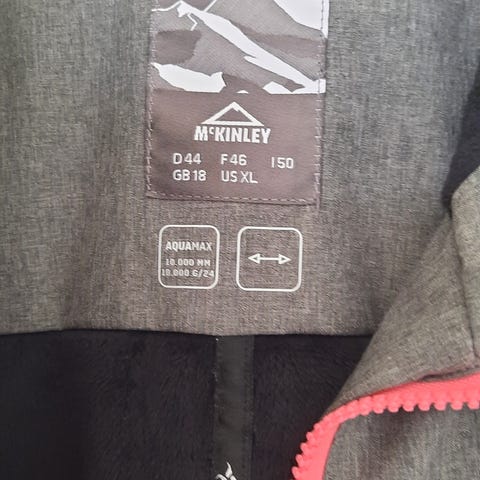 McKINLEY
D44 F46 I50
GB18 US XL
AQUAMAX
10.000 MM
10.000 G/24